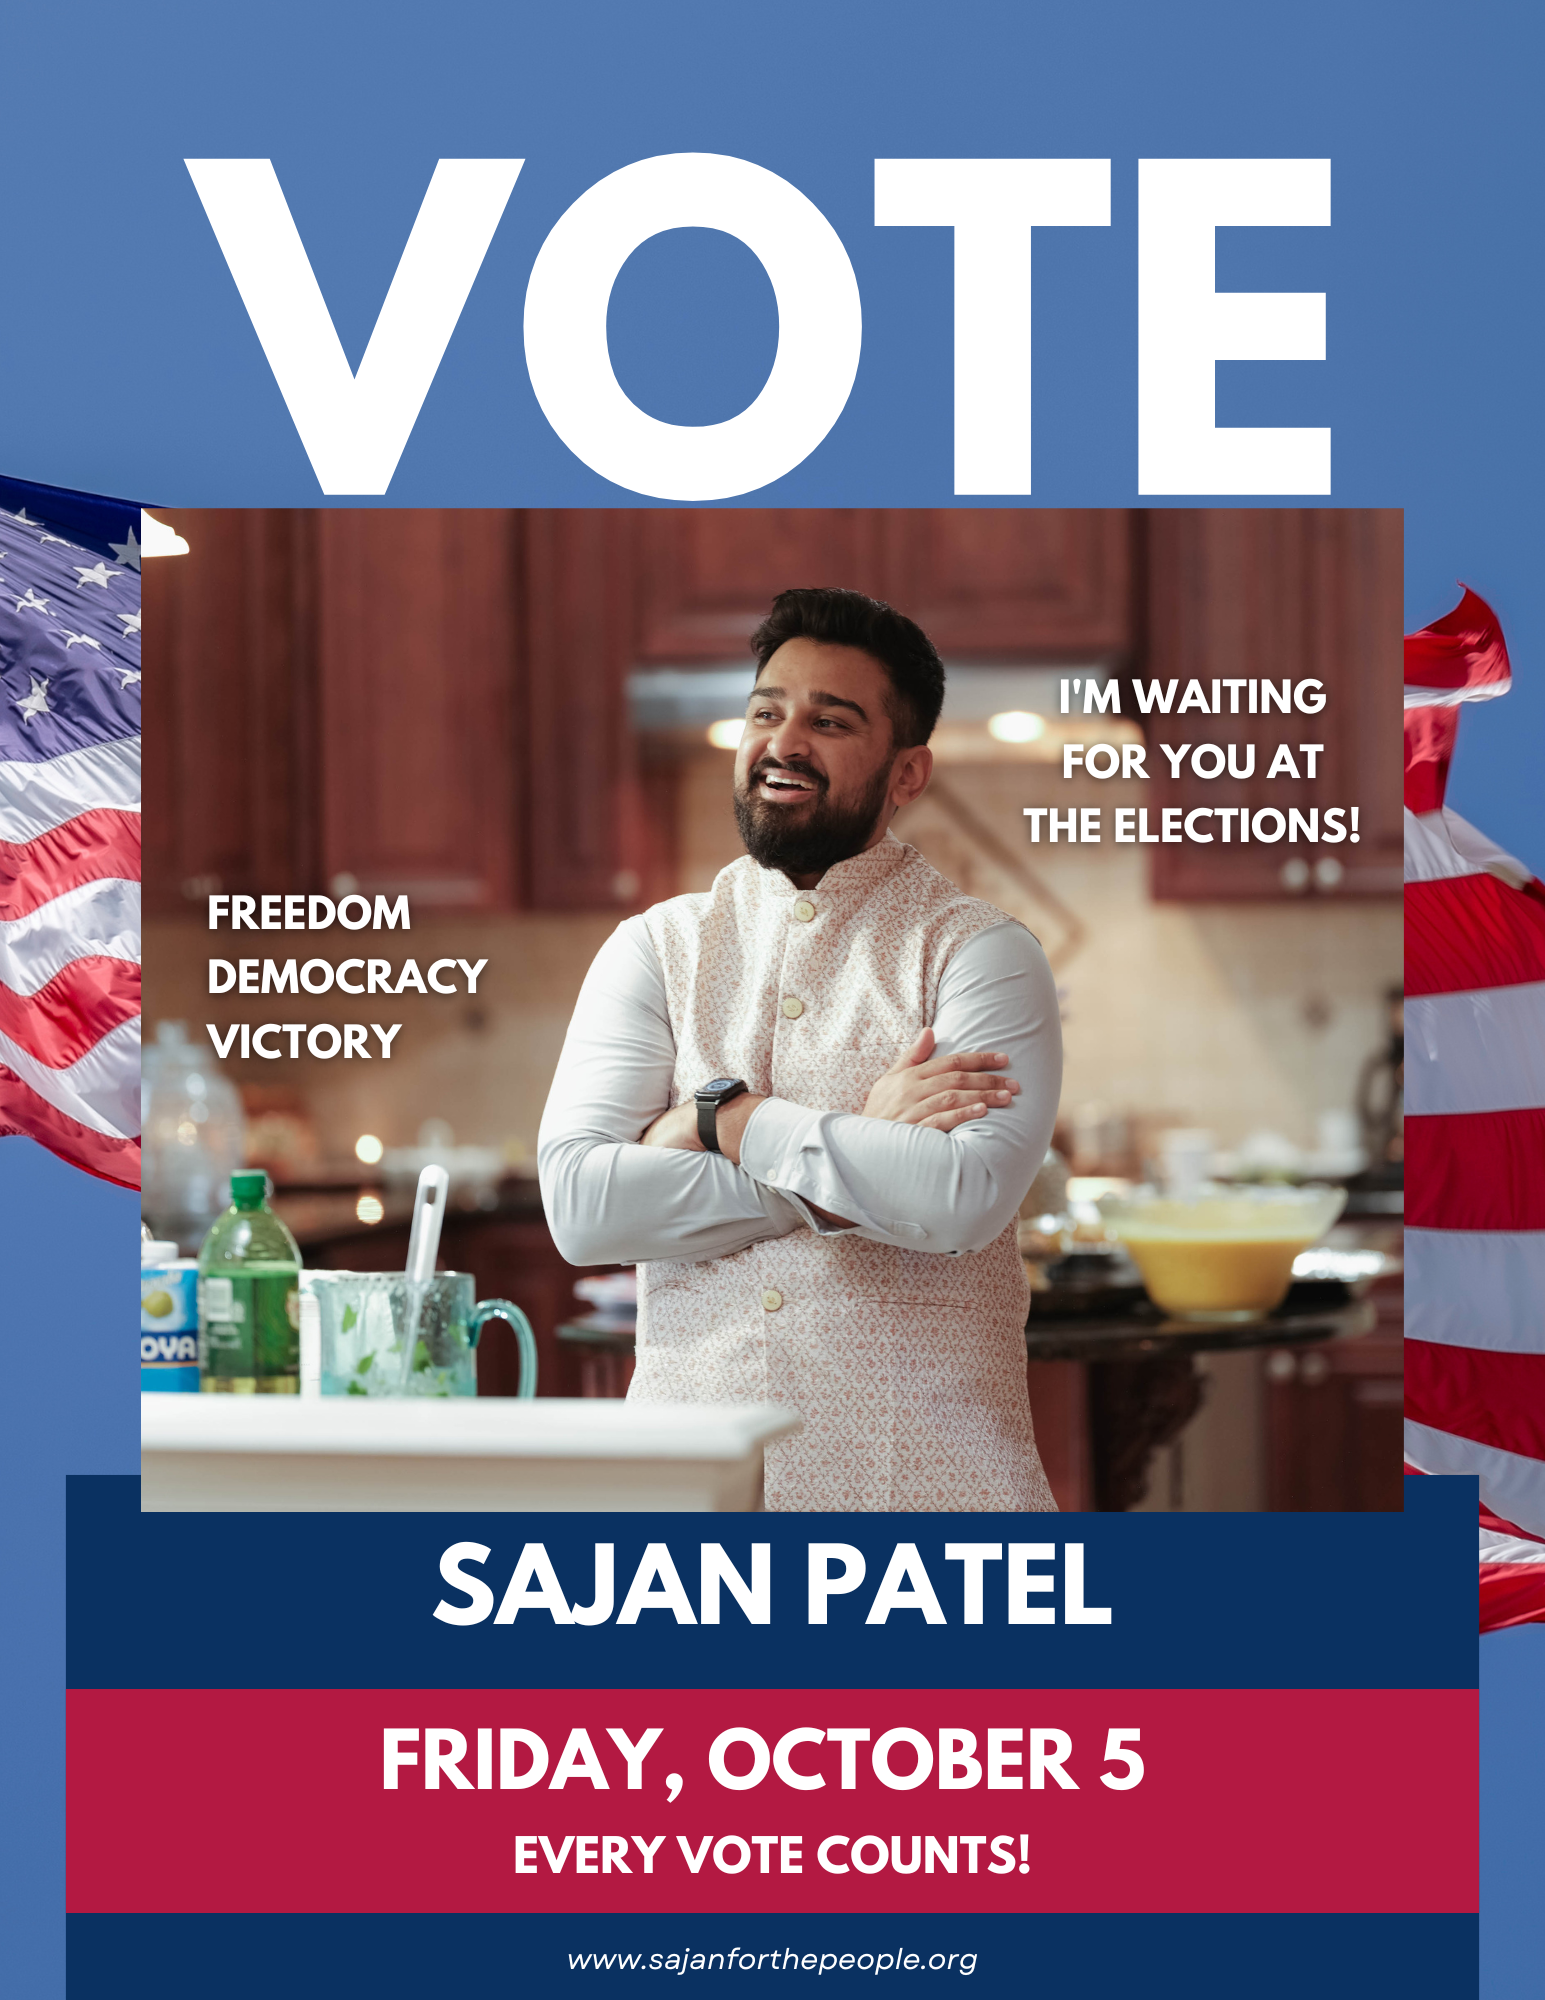 VOTE
I'M WAITING
FOR YOU AT
THE ELECTIONS!
FREEDOM
DEMOCRACY
VICTORY
OYA
SAJAN PATEL
FRIDAY, OCTOBER 5
EVERY VOTE COUNTS!
www.sajanforthepeople.org